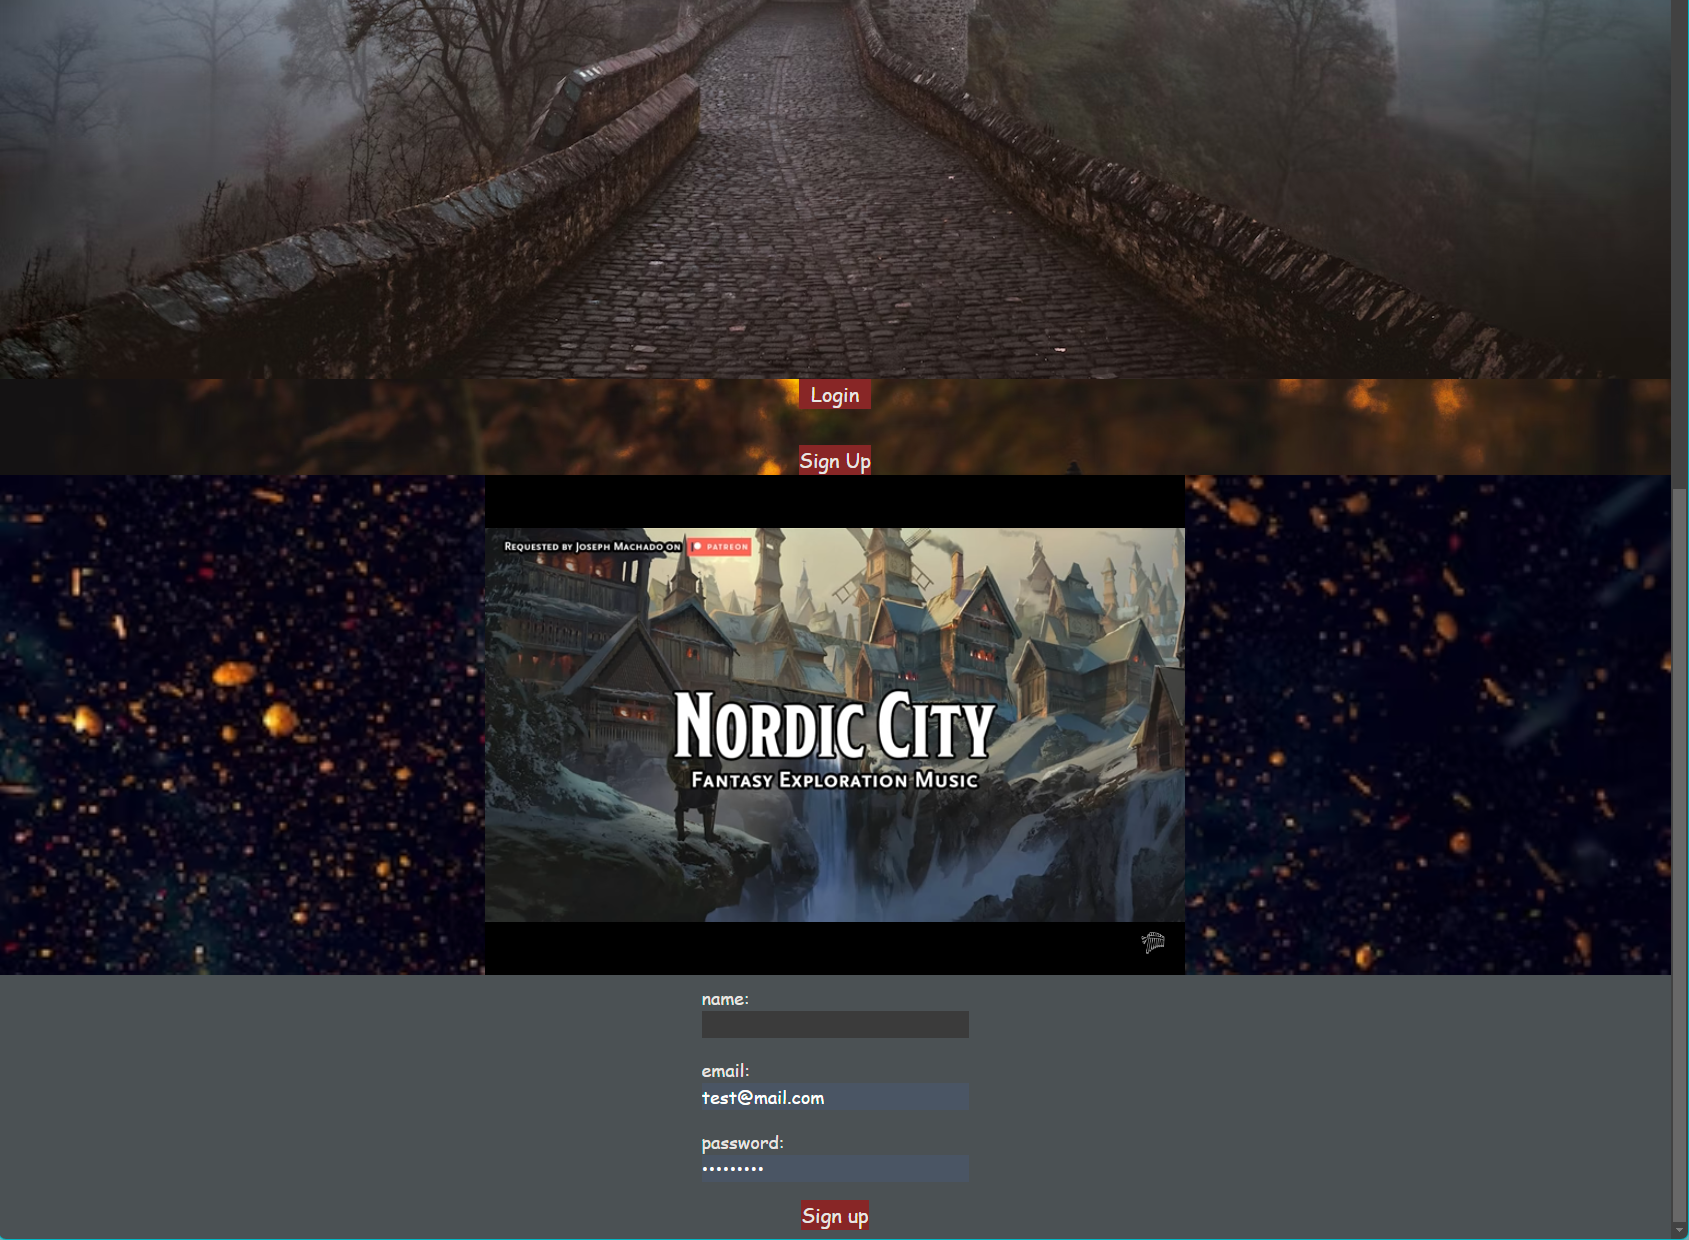 Login
Sign Up
Requested by Joseph Machado on PATREON
Nordic City
Fantasy Exploration Music
name:
email:
test@mail.com
password:
•••••••••
Sign up